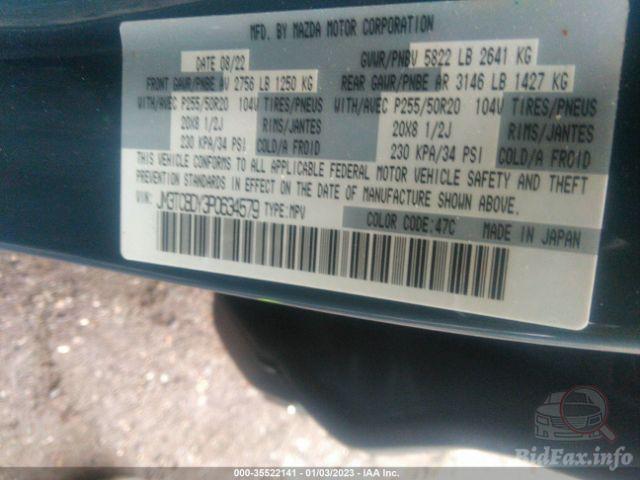 MFD. BY MAZDA MOTOR CORPORATION
DATE 08/22 GVWR/PNBV 5822 LB 2641 KG
FRONT GAWR/PNBE AV 2756 LB 1250 KG REAR GAWR/PNBE AR 3146 LB 1427 KG
WITH/AVEC P255/50R20 104V TIRES/PNEUS WITH/AVEC P255/50R20 104V TIRES/PNEUS
20X8 1/2J RIMS/JANTES 20X8 1/2J RIMS/JANTES
230 KPA/34 PSI COLD/A FROID 230 KPA/34 PSI COLD/A FROID
THIS VEHICLE CONFORMS TO ALL APPLICABLE FEDERAL MOTOR VEHICLE SAFETY AND THEFT
PREVENTION STANDARDS IN EFFECT ON THE DATE OF MANUFACTURE SHOWN ABOVE.
VIN: JM3TCBDY3P0634579 TYPE: MPV
COLOR CODE: 47C MADE IN JAPAN
BidFax.info
000-35522141 - 01/03/2023 - IAA Inc.